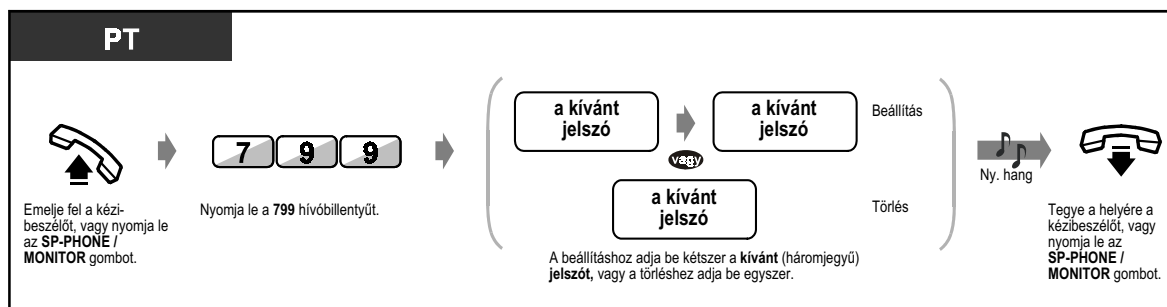 PT
7 9 9
a kívánt
jelszó
a kívánt
jelszó
Beállítás
vagy
a kívánt
jelszó
Törlés
Ny. hang
Emelje fel a kézi-
beszélőt, vagy nyomja le
az SP-PHONE /
MONITOR gombot.
Nyomja le a 799 hívóbillentyűt.
A beállításhoz adja be kétszer a kívánt (háromjegyű)
jelszót, vagy a törléshez adja be egyszer.
Tegye a helyére a
kézibeszélőt, vagy
nyomja le az
SP-PHONE /
MONITOR gombot.